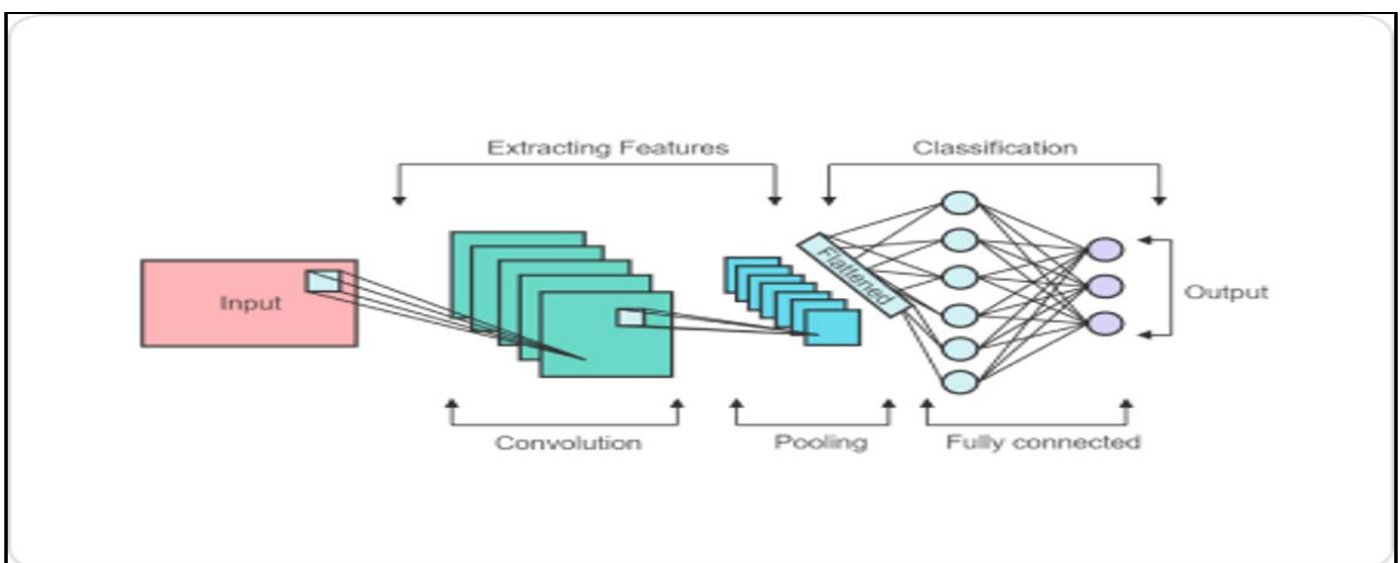 Extracting Features
Classification
Input
Flattened
Output
Convolution
Pooling
Fully connected